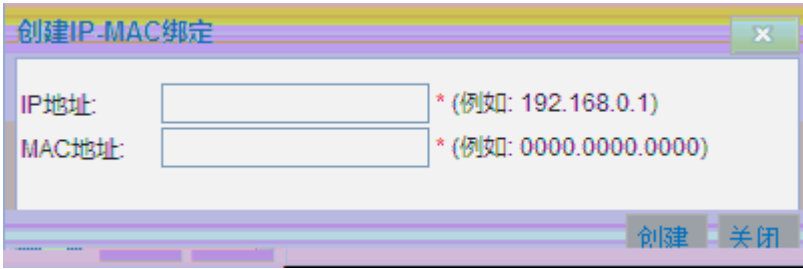 创建IP-MAC绑定
IP地址: * (例如: 192.168.0.1)
MAC地址: * (例如: 0000.0000.0000)
创建 关闭